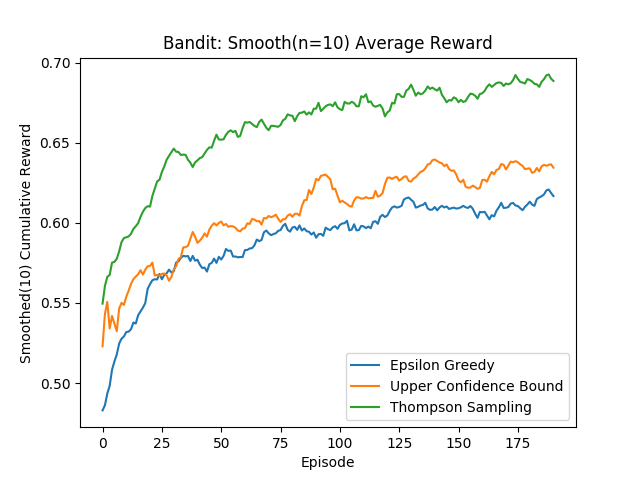 Bandit: Smooth(n=10) Average Reward
Smoothed(10) Cumulative Reward
0.70
0.65
0.60
0.55
0.50
Epsilon Greedy
Upper Confidence Bound
Thompson Sampling
0 25 50 75 100 125 150 175
Episode